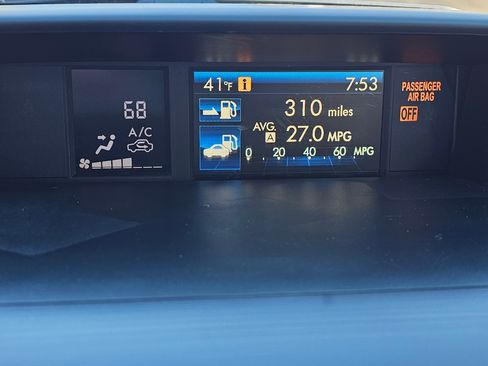 68
A/C
41°F i 7:53
310 miles
AVG.
A 27.0 MPG
0 20 40 60 MPG
PASSENGER
AIR BAG
OFF